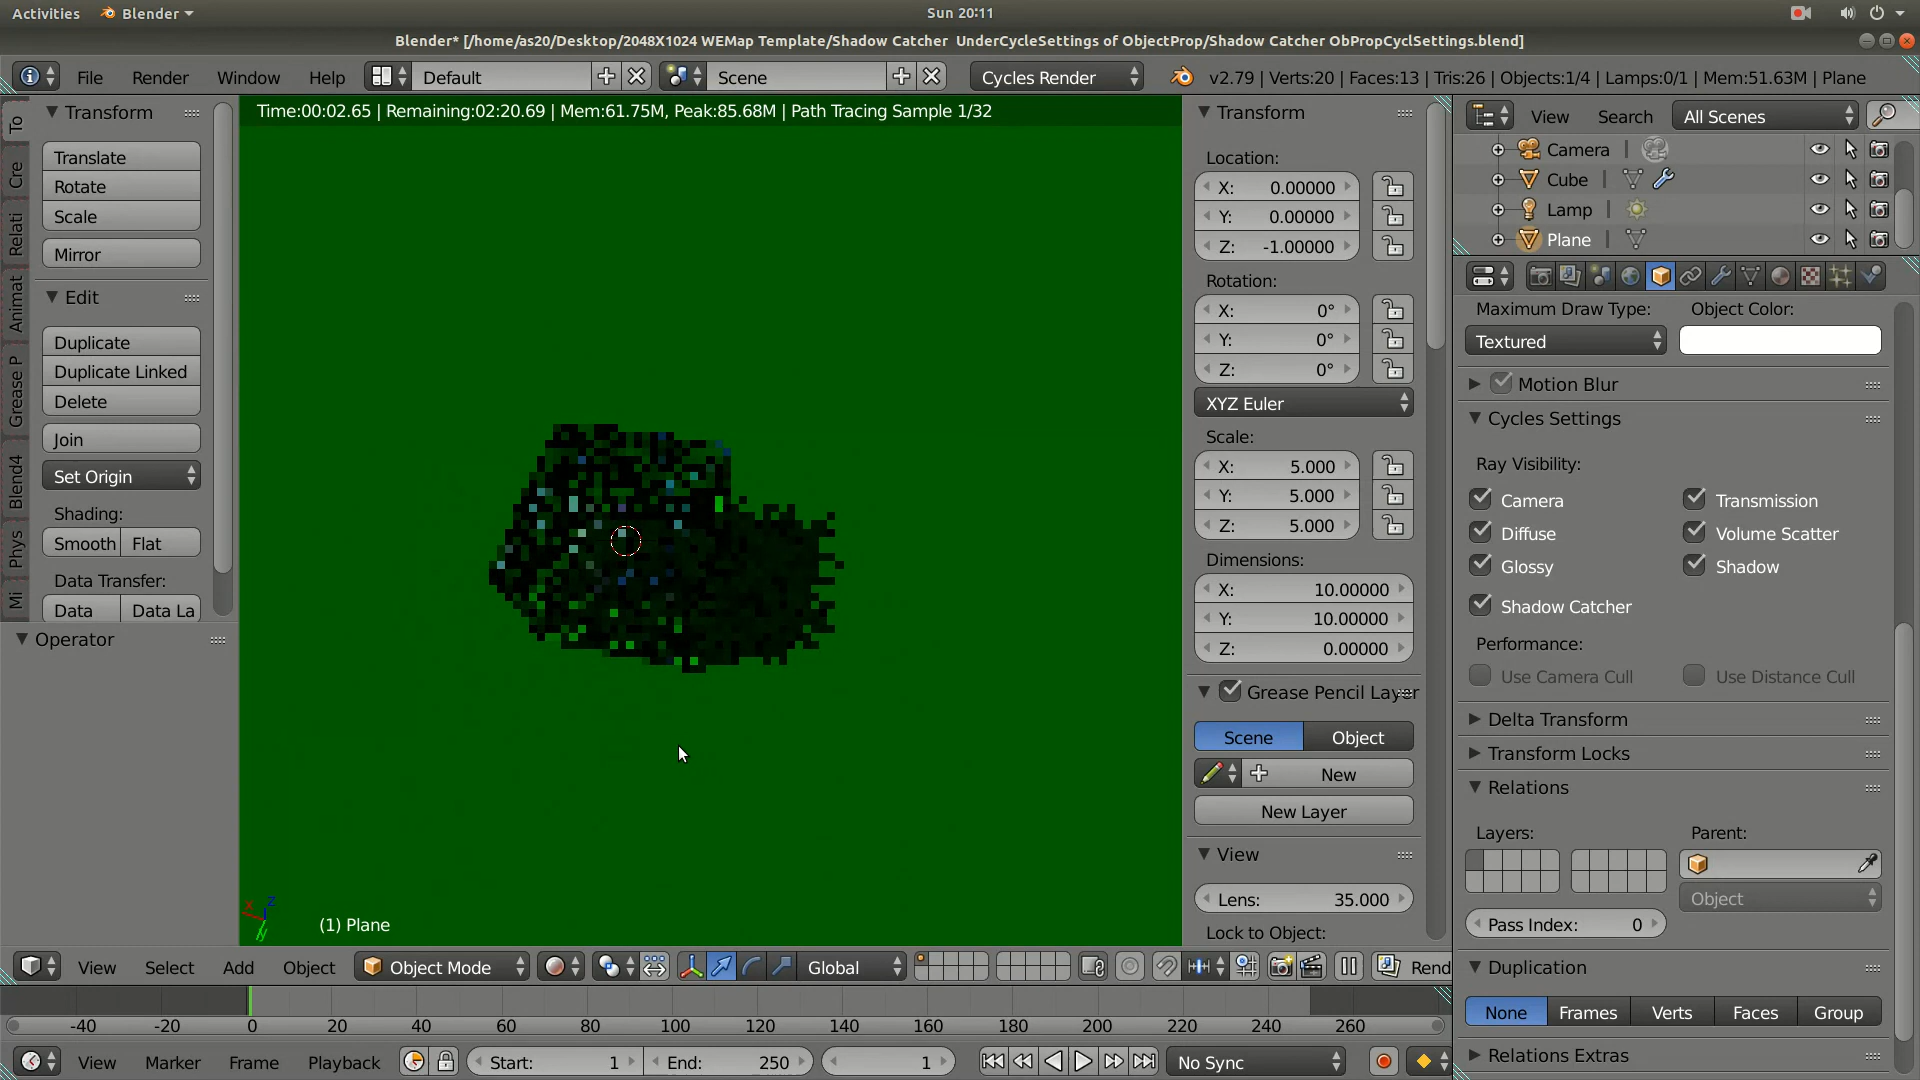 Activities Blender Sun 20:11
Blender* [/home/as20/Desktop/2048X1024 WEMap Template/Shadow Catcher  UnderCycleSettings of ObjectProp/Shadow Catcher ObPropCyclSettings.blend]
File Render Window Help Default Scene Cycles Render v2.79 | Verts:20 | Faces:13 | Tris:26 | Objects:1/4 | Lamps:0/1 | Mem:51.63M | Plane
To
Cre
Relati
Animat
Grease P
Blend4
Phys
Mi
Transform
Translate
Rotate
Scale
Mirror
Edit
Duplicate
Duplicate Linked
Delete
Join
Set Origin
Shading:
Smooth Flat
Data Transfer:
Data Data La
Operator
Time:00:02.65 | Remaining:02:20.69 | Mem:61.75M, Peak:85.68M | Path Tracing Sample 1/32
X Z
Y
(1) Plane
Transform
Location:
X: 0.00000
Y: 0.00000
Z: -1.00000
Rotation:
X: 0°
Y: 0°
Z: 0°
XYZ Euler
Scale:
X: 5.000
Y: 5.000
Z: 5.000
Dimensions:
X: 10.00000
Y: 10.00000
Z: 0.00000
Grease Pencil Layer
Scene Object
New
New Layer
View
Lens: 35.000
Lock to Object:
View Search All Scenes
Camera
Cube
Lamp
Plane
Maximum Draw Type: Object Color:
Textured
Motion Blur
Cycles Settings
Ray Visibility:
Camera Transmission
Diffuse Volume Scatter
Glossy Shadow
Shadow Catcher
Performance:
Use Camera Cull Use Distance Cull
Delta Transform
Transform Locks
Relations
Layers: Parent:
Object
Pass Index: 0
Duplication
None Frames Verts Faces Group
Relations Extras
View Select Add Object Object Mode Global Rend
-40 -20 0 20 40 60 80 100 120 140 160 180 200 220 240 260
View Marker Frame Playback Start: 1 End: 250 1 No Sync